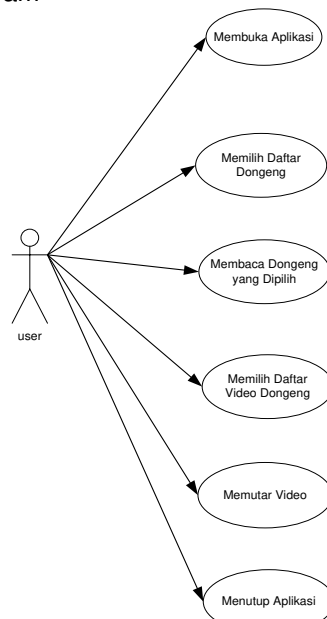 Membuka Aplikasi
Memilih Daftar
Dongeng
Membaca Dongeng
yang Dipilih
user
Memilih Daftar
Video Dongeng
Memutar Video
Menutup Aplikasi